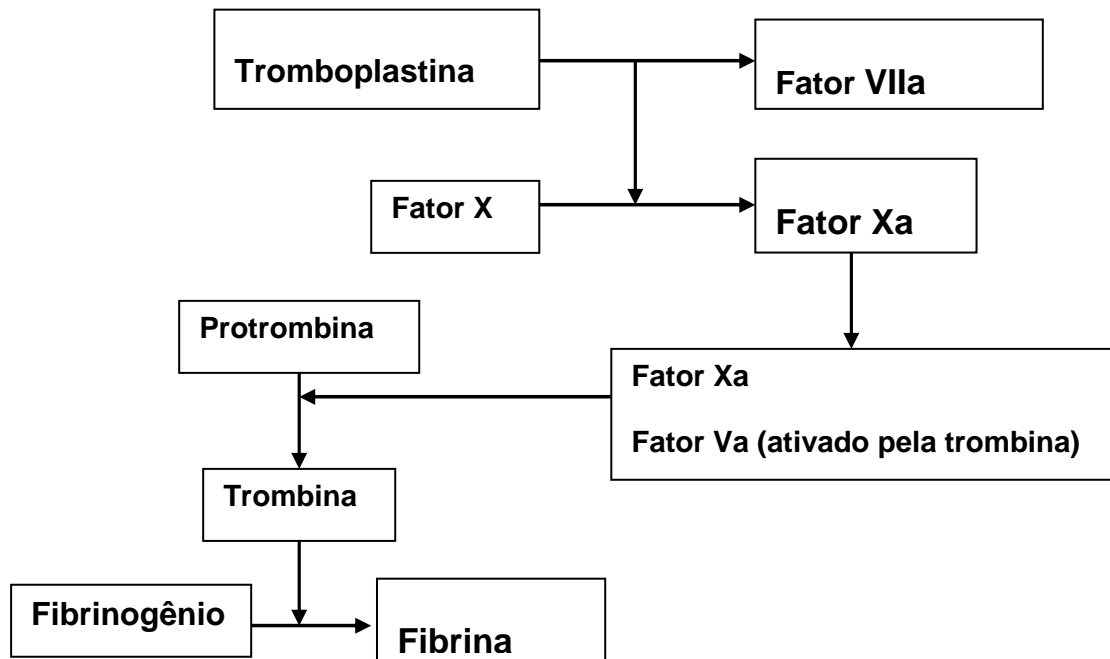 Tromboplastina
Fator VIIa
Fator X
Fator Xa
Protrombina
Fator Xa
Fator Va (ativado pela trombina)
Trombina
Fibrinogênio
Fibrina